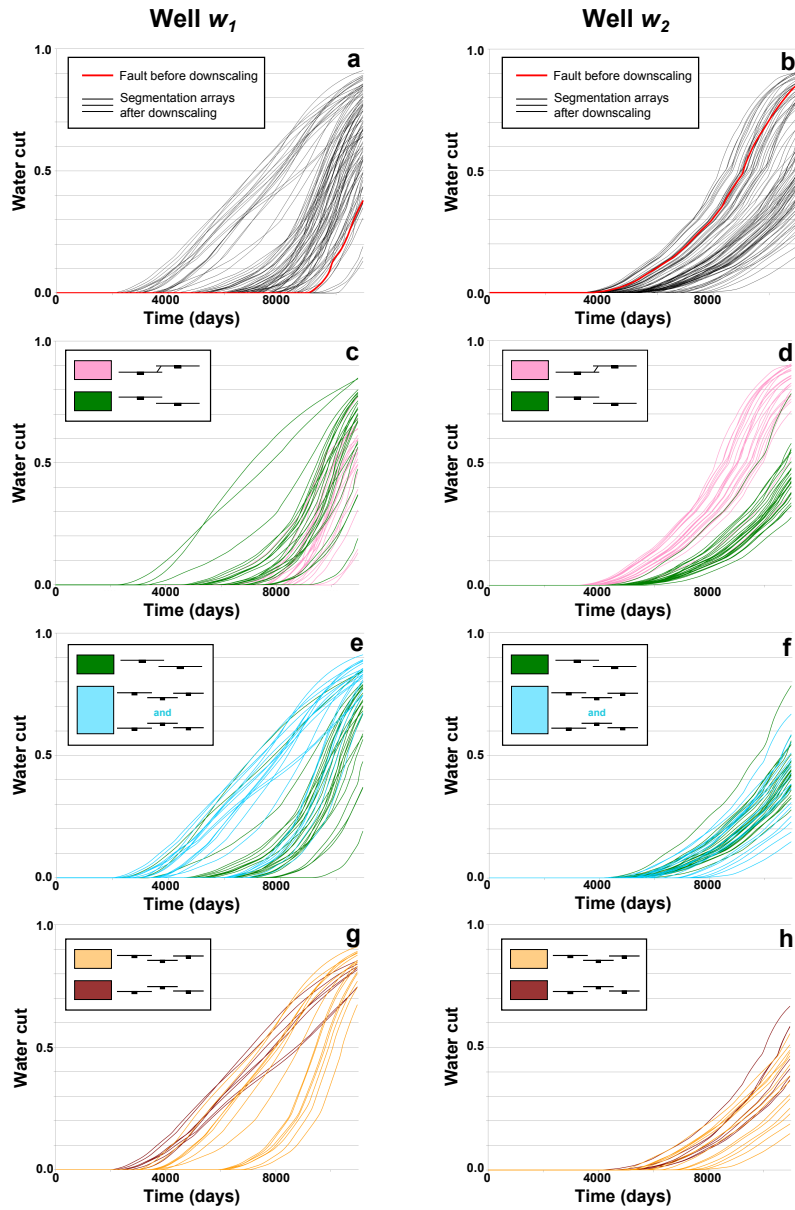 Well w1
Well w2
a
1.0
Fault before downscaling
Segmentation arrays
after downscaling
Water cut
0.5
0.0
0
4000
8000
Time (days)
b
1.0
Fault before downscaling
Segmentation arrays
after downscaling
Water cut
0.5
0.0
0
4000
8000
Time (days)
c
1.0
Water cut
0.5
0.0
0
4000
8000
Time (days)
d
1.0
Water cut
0.5
0.0
0
4000
8000
Time (days)
e
1.0
and
Water cut
0.5
0.0
0
4000
8000
Time (days)
f
1.0
and
Water cut
0.5
0.0
0
4000
8000
Time (days)
g
1.0
Water cut
0.5
0.0
0
4000
8000
Time (days)
h
1.0
Water cut
0.5
0.0
0
4000
8000
Time (days)